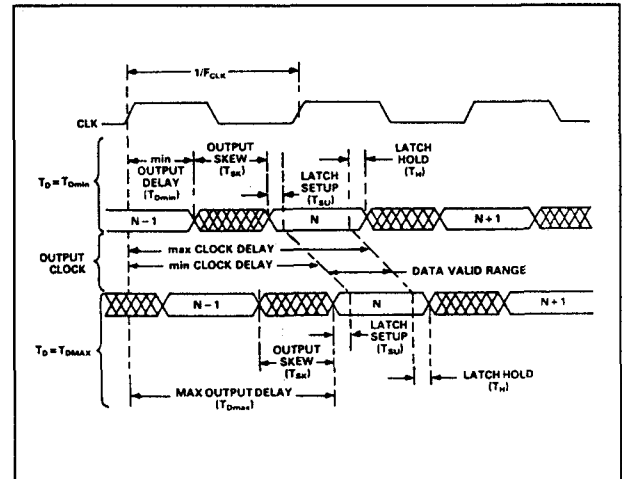 1/FCLK
CLK
TD = TDmin
min
OUTPUT
DELAY
(TDmin)
OUTPUT
SKEW
(TSK)
LATCH
SETUP
(TSU)
LATCH
HOLD
(TH)
N – 1
N
N + 1
OUTPUT
CLOCK
max CLOCK DELAY
min CLOCK DELAY
DATA VALID RANGE
N – 1
N
N + 1
TD = TDMAX
OUTPUT
SKEW
(TSK)
LATCH
SETUP
(TSU)
LATCH HOLD
(TH)
MAX OUTPUT DELAY
(TDmax)